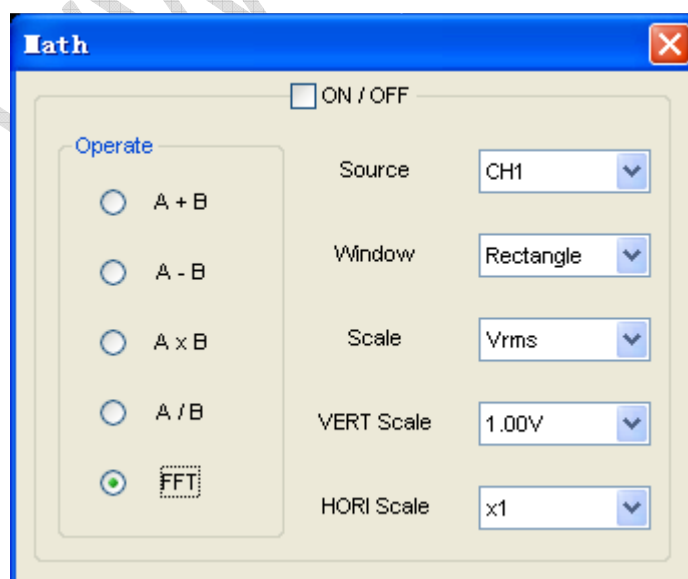 Math
ON / OFF
Operate
A + B
A - B
A x B
A / B
FFT
Source CH1
Window Rectangle
Scale Vrms
VERT Scale 1.00V
HORI Scale x1